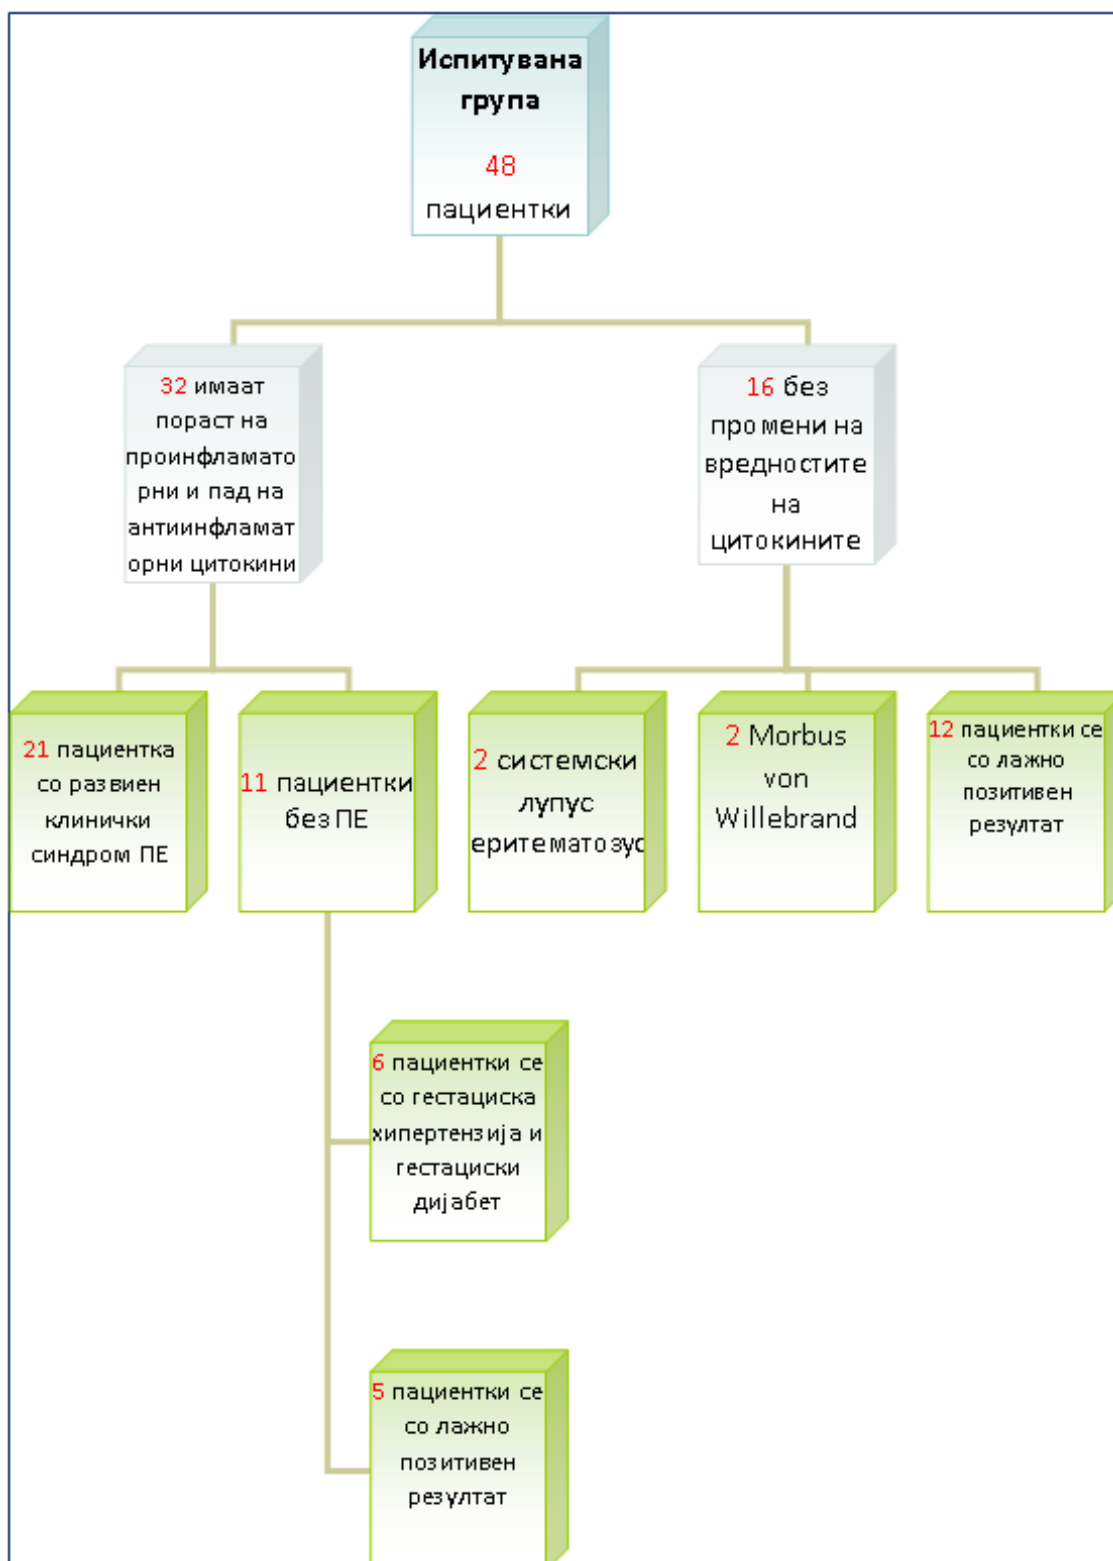 Испитувана
група
48
пациентки
32 имаат
пораст на
проинфламато
рни и пад на
антиинфламат
орни цитокини
16 без
промени на
вредностите
на
цитокините
21 пациентка
со развиен
клинички
синдром ПЕ
11 пациентки
без ПЕ
2 системски
лупус
еритематозус
2 Morbus
von
Willebrand
12 пациентки се
со лажно
позитивен
резултат
6 пациентки се
со гестациска
хипертензија и
гестациски
дијабет
5 пациентки се
со лажно
позитивен
резултат